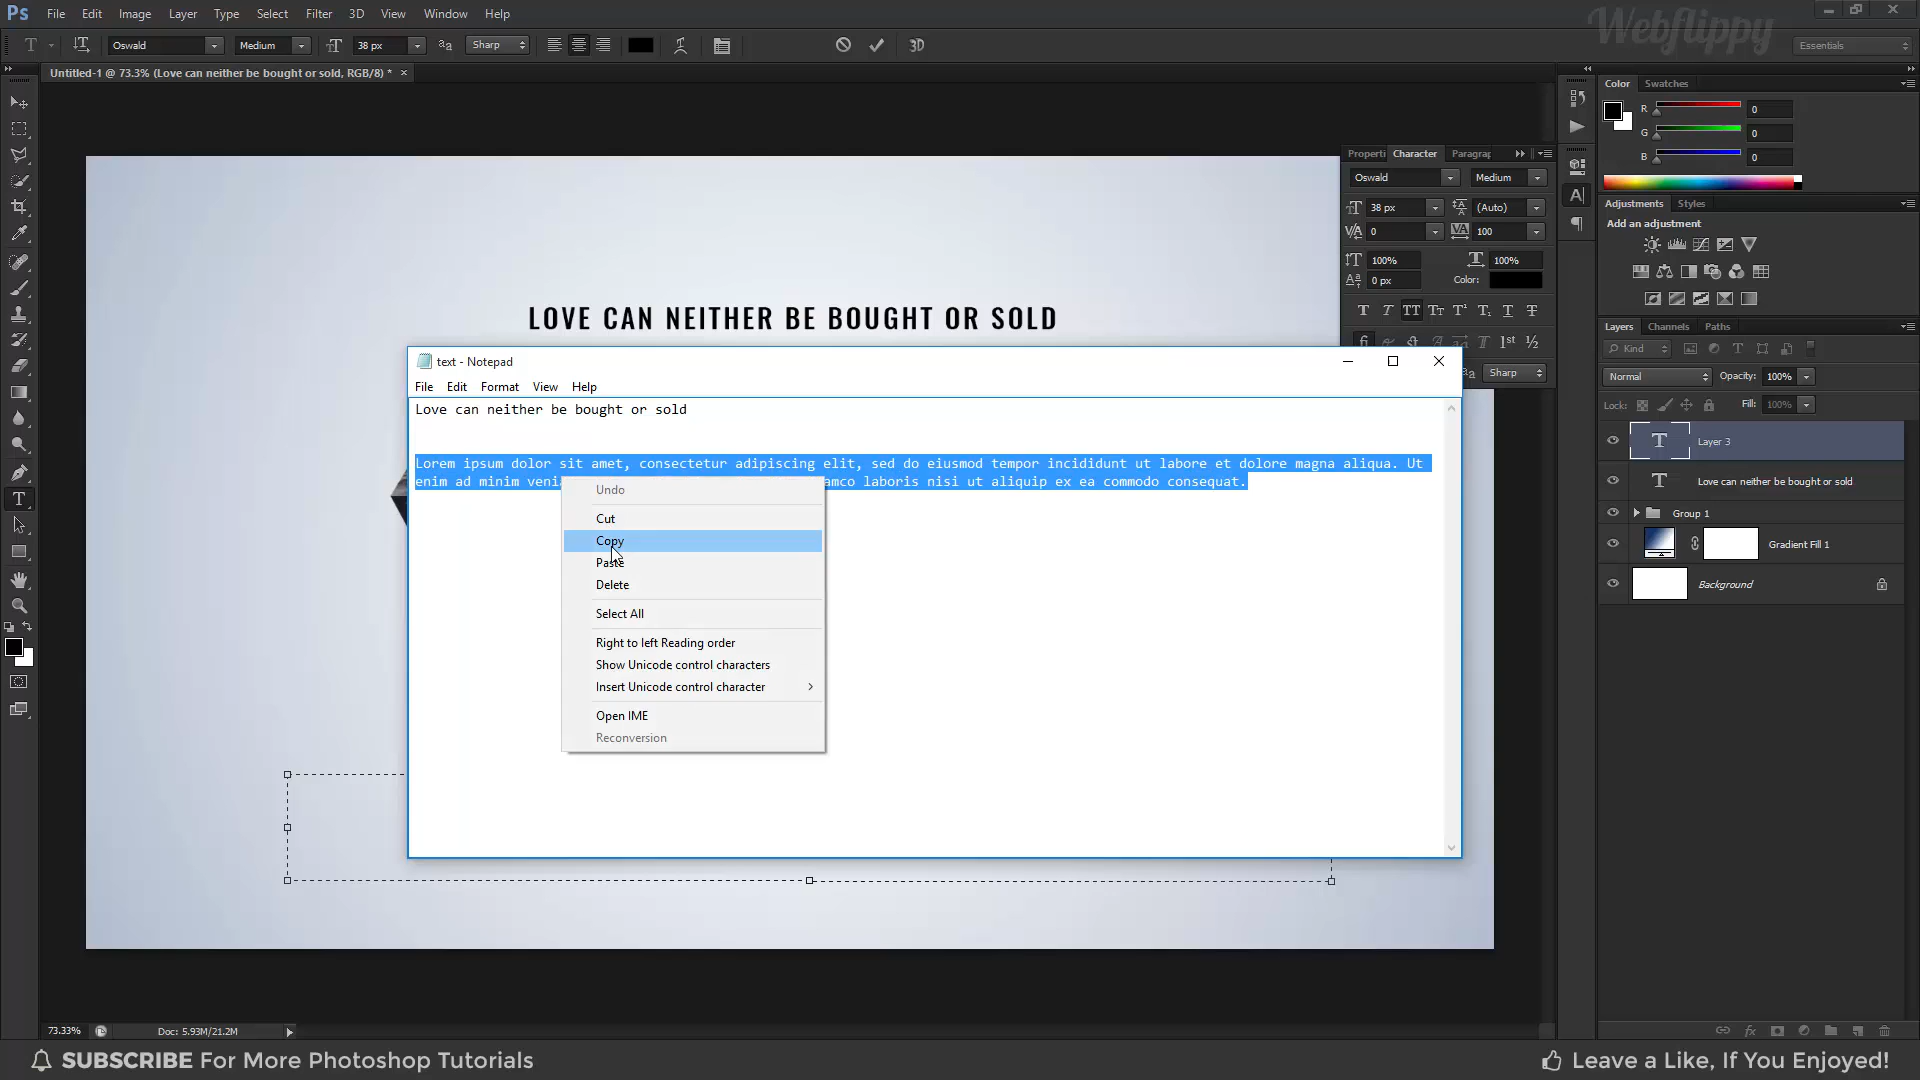 Ps File Edit Image Layer Type Select Filter 3D View Window Help
Webflippy
T Oswald Medium 38 px aa Sharp 3D Essentials
Untitled-1 @ 73.3% (Love can neither be bought or sold, RGB/8) * ×
Color Swatches
R 0
G 0
B 0
Properti Character Paragrap
Oswald Medium
38 px (Auto)
0 100
100% 100%
0 px Color:
Adjustments Styles
Add an adjustment
LOVE CAN NEITHER BE BOUGHT OR SOLD
Sharp
text - Notepad
File Edit Format View Help
Love can neither be bought or sold
Lorem ipsum dolor sit amet, consectetur adipiscing elit, sed do eiusmod tempor incididunt ut labore et dolore magna aliqua. Ut
enim ad minim veni amco laboris nisi ut aliquip ex ea commodo consequat.
Undo
Cut
Copy
Paste
Delete
Select All
Right to left Reading order
Show Unicode control characters
Insert Unicode control character
Open IME
Reconversion
Layers Channels Paths
Kind
Normal Opacity: 100%
Lock: Fill: 100%
Layer 3
Love can neither be bought or sold
Group 1
Gradient Fill 1
Background
73.33% Doc: 5.93M/21.2M
SUBSCRIBE For More Photoshop Tutorials
Leave a Like, If You Enjoyed!